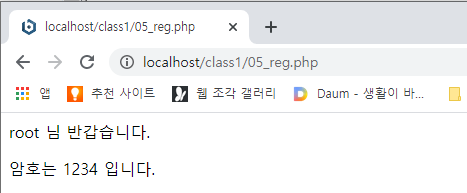 localhost/class1/05_reg.php
localhost/class1/05_reg.php
앱 추천 사이트 웹 조각 갤러리 Daum - 생활이 바...
root 님 반갑습니다.
암호는 1234 입니다.